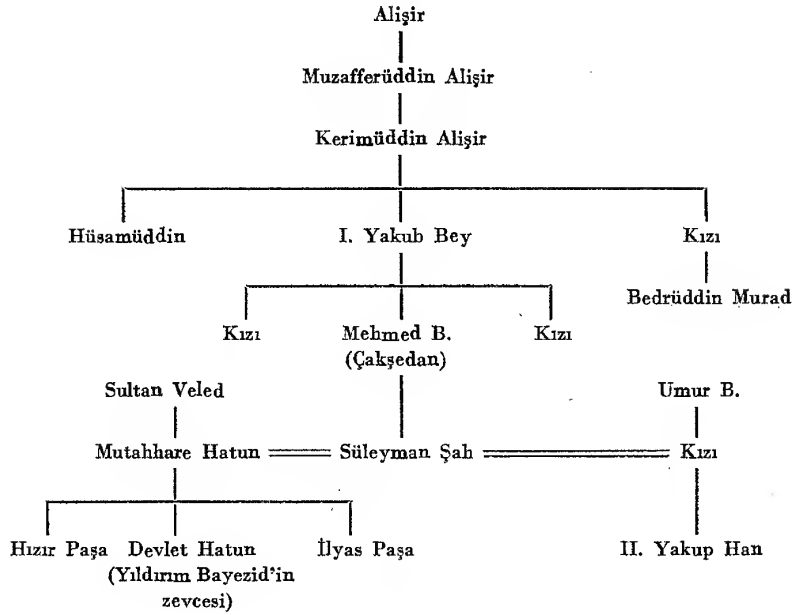 Alişir
Muzafferüddin Alişir
Kerimüddin Alişir
Hüsamüddin I. Yakub Bey Kızı
Bedrüddin Murad
Kızı Mehmed B. Kızı
(Çakşedan)
Sultan Veled Umur B.
Mutahhare Hatun Süleyman Şah Kızı
Hızır Paşa Devlet Hatun İlyas Paşa II. Yakup Han
(Yıldırım Bayezid'in
zevcesi)